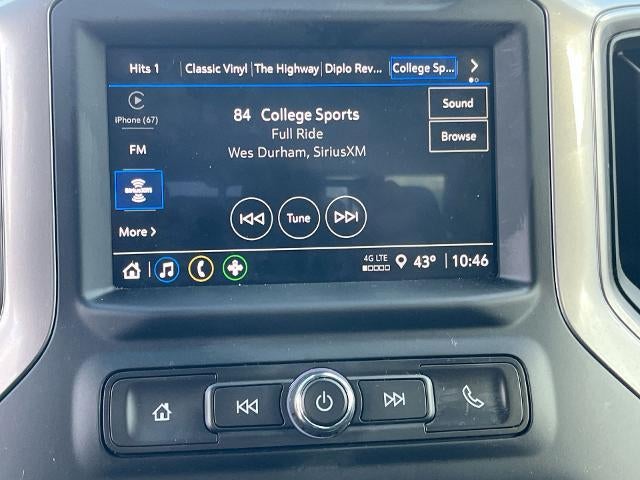 Hits 1 Classic Vinyl The Highway Diplo Rev... College Sp...
iPhone (67)
FM
SiriusXM
More
84 College Sports
Full Ride
Wes Durham, SiriusXM
Sound
Browse
Tune
4G LTE 43° 10:46